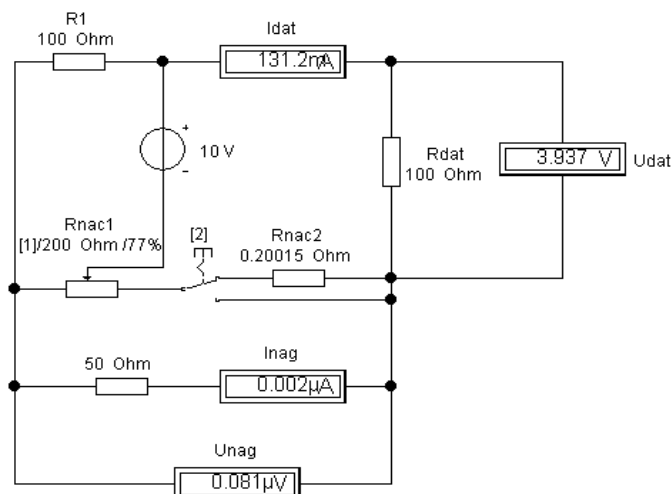 R1
100 Ohm
Idat
131.2mA
+
10 V
-
Rdat
100 Ohm
3.937 V
Udat
Rnac1
[1]/200 Ohm /77%
[2]
Rnac2
0.20015 Ohm
50 Ohm
Inag
0.002µA
Unag
0.081µV